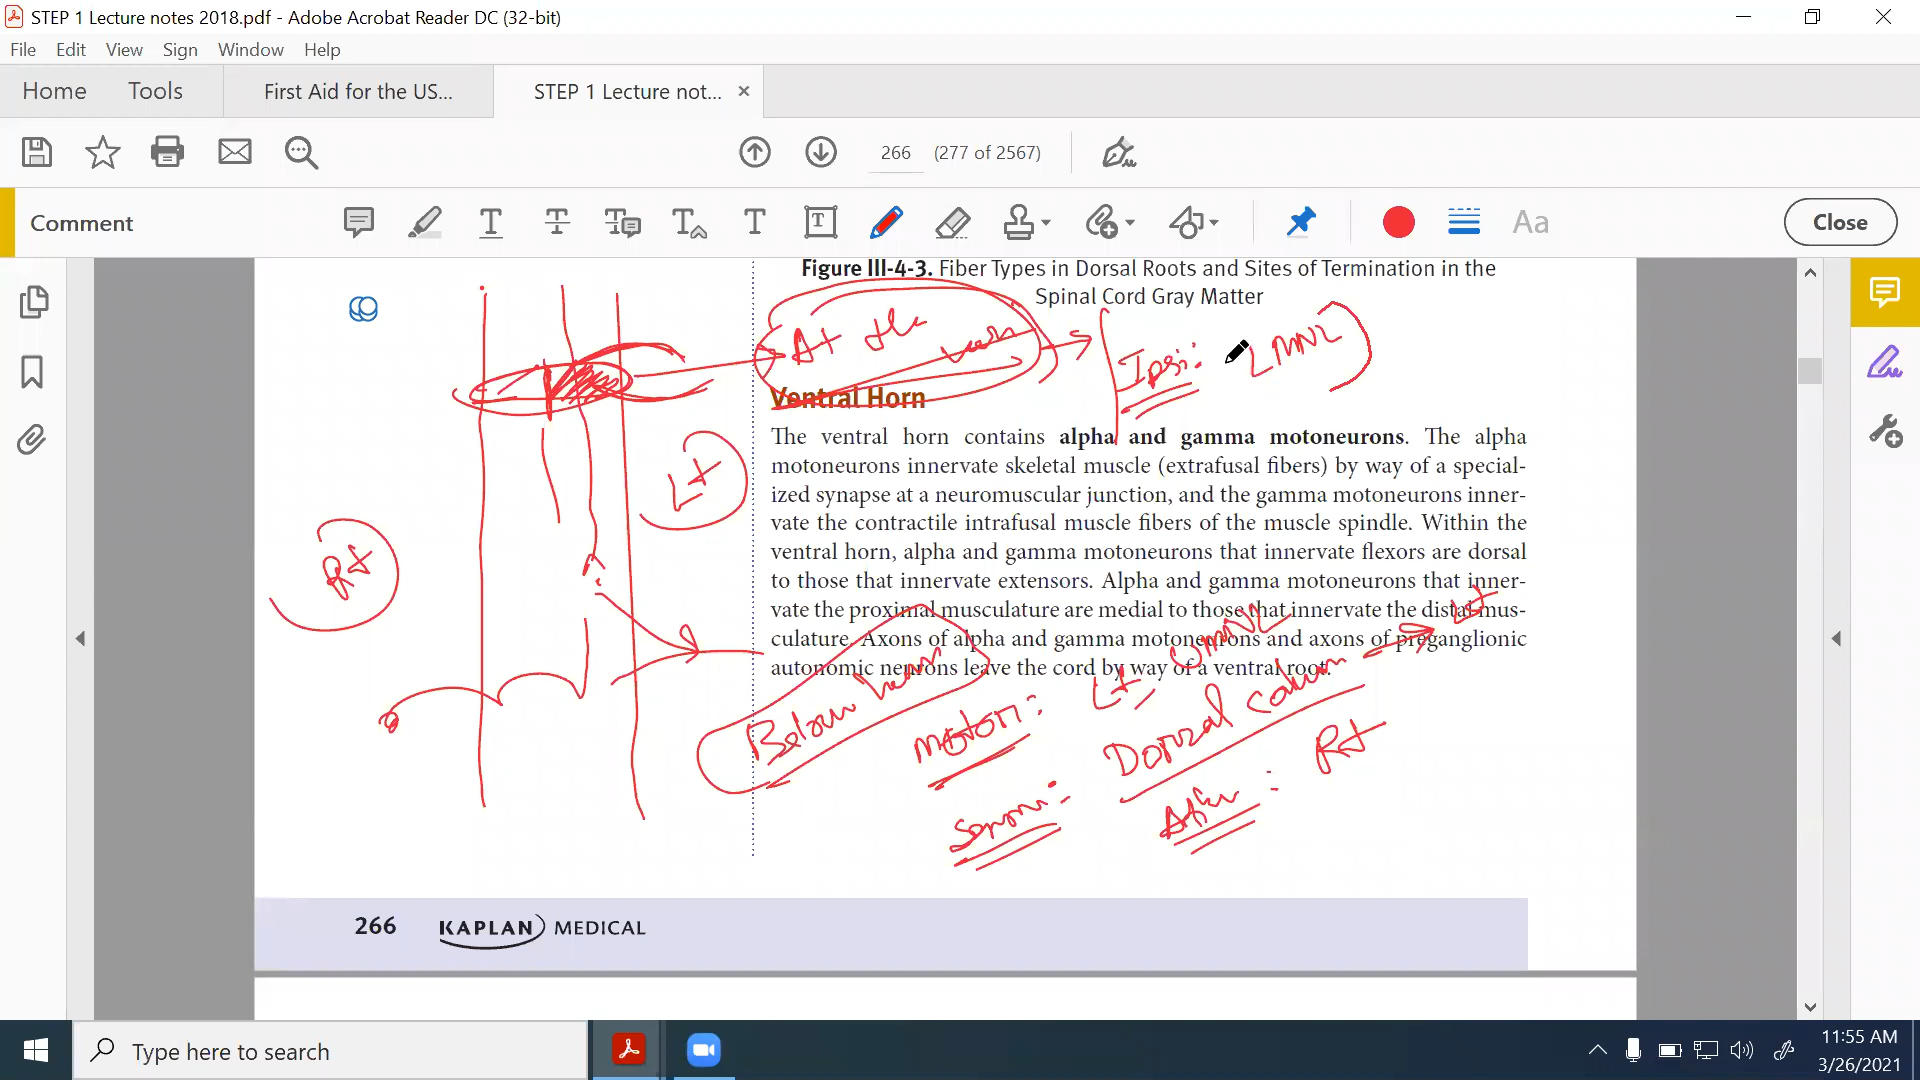 STEP 1 Lecture notes 2018.pdf - Adobe Acrobat Reader DC (32-bit)
File Edit View Sign Window Help
Home Tools First Aid for the US... STEP 1 Lecture not... ×
266 (277 of 2567)
Comment Aa Close
Figure III-4-3. Fiber Types in Dorsal Roots and Sites of Termination in the
Spinal Cord Gray Matter
At the
Ipsi: LMNL
Ventral Horn
The ventral horn contains alpha and gamma motoneurons. The alpha
motoneurons innervate skeletal muscle (extrafusal fibers) by way of a special-
ized synapse at a neuromuscular junction, and the gamma motoneurons inner-
vate the contractile intrafusal muscle fibers of the muscle spindle. Within the
ventral horn, alpha and gamma motoneurons that innervate flexors are dorsal
to those that innervate extensors. Alpha and gamma motoneurons that inner-
vate the proximal musculature are medial to those that innervate the distal mus-
culature. Axons of alpha and gamma motoneurons and axons of preganglionic
autonomic neurons leave the cord by way of a ventral root.
Lt
Rt
Below
Motor: Lt UMNL
Dorsal Column Lt
Rt
266 KAPLAN MEDICAL
Type here to search
11:55 AM
3/26/2021